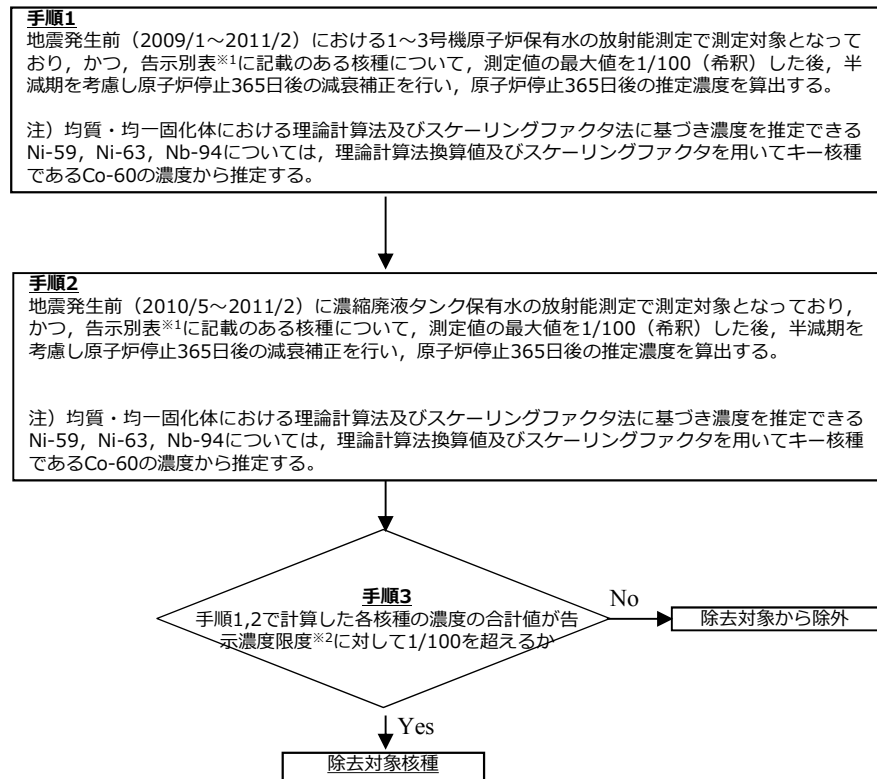 手順1
地震発生前（2009/1～2011/2）における1～3号機原子炉保有水の放射能測定で測定対象となって
おり，かつ，告示別表※1に記載のある核種について，測定値の最大値を1/100（希釈）した後，半
減期を考慮し原子炉停止365日後の減衰補正を行い，原子炉停止365日後の推定濃度を算出する。
注）均質・均一固化体における理論計算法及びスケーリングファクタ法に基づき濃度を推定できる
Ni-59，Ni-63，Nb-94については，理論計算法換算値及びスケーリングファクタを用いてキー核種
であるCo-60の濃度から推定する。
手順2
地震発生前（2010/5～2011/2）に濃縮廃液タンク保有水の放射能測定で測定対象となっており，
かつ，告示別表※1に記載のある核種について，測定値の最大値を1/100（希釈）した後，半減期を
考慮し原子炉停止365日後の減衰補正を行い，原子炉停止365日後の推定濃度を算出する。
注）均質・均一固化体における理論計算法及びスケーリングファクタ法に基づき濃度を推定できる
Ni-59，Ni-63，Nb-94については，理論計算法換算値及びスケーリングファクタを用いてキー核種
であるCo-60の濃度から推定する。
手順3
手順1,2で計算した各核種の濃度の合計値が告
示濃度限度※2に対して1/100を超えるか
No
除去対象から除外
Yes
除去対象核種